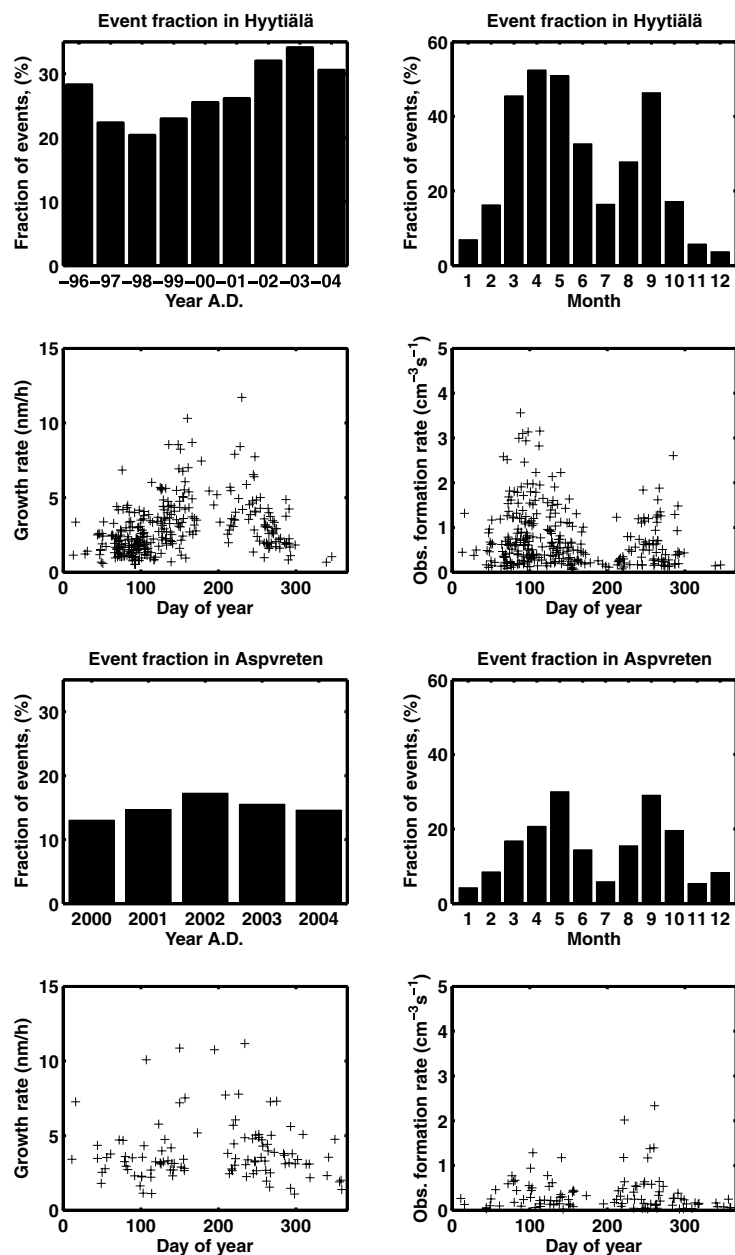 Event fraction in Hyytiälä
Fraction of events, (%)
30
20
10
0
−96−97−98−99−00−01−02−03−04
Year A.D.
Event fraction in Hyytiälä
Fraction of events, (%)
60
40
20
0
1 2 3 4 5 6 7 8 9 10 11 12
Month
Growth rate (nm/h)
15
10
5
0
0 100 200 300
Day of year
Obs. formation rate (cm−3s−1)
5
4
3
2
1
0
0 100 200 300
Day of year
Event fraction in Aspvreten
Fraction of events, (%)
30
20
10
0
2000 2001 2002 2003 2004
Year A.D.
Event fraction in Aspvreten
Fraction of events, (%)
60
40
20
0
1 2 3 4 5 6 7 8 9 10 11 12
Month
Growth rate (nm/h)
15
10
5
0
0 100 200 300
Day of year
Obs. formation rate (cm−3s−1)
5
4
3
2
1
0
0 100 200 300
Day of year